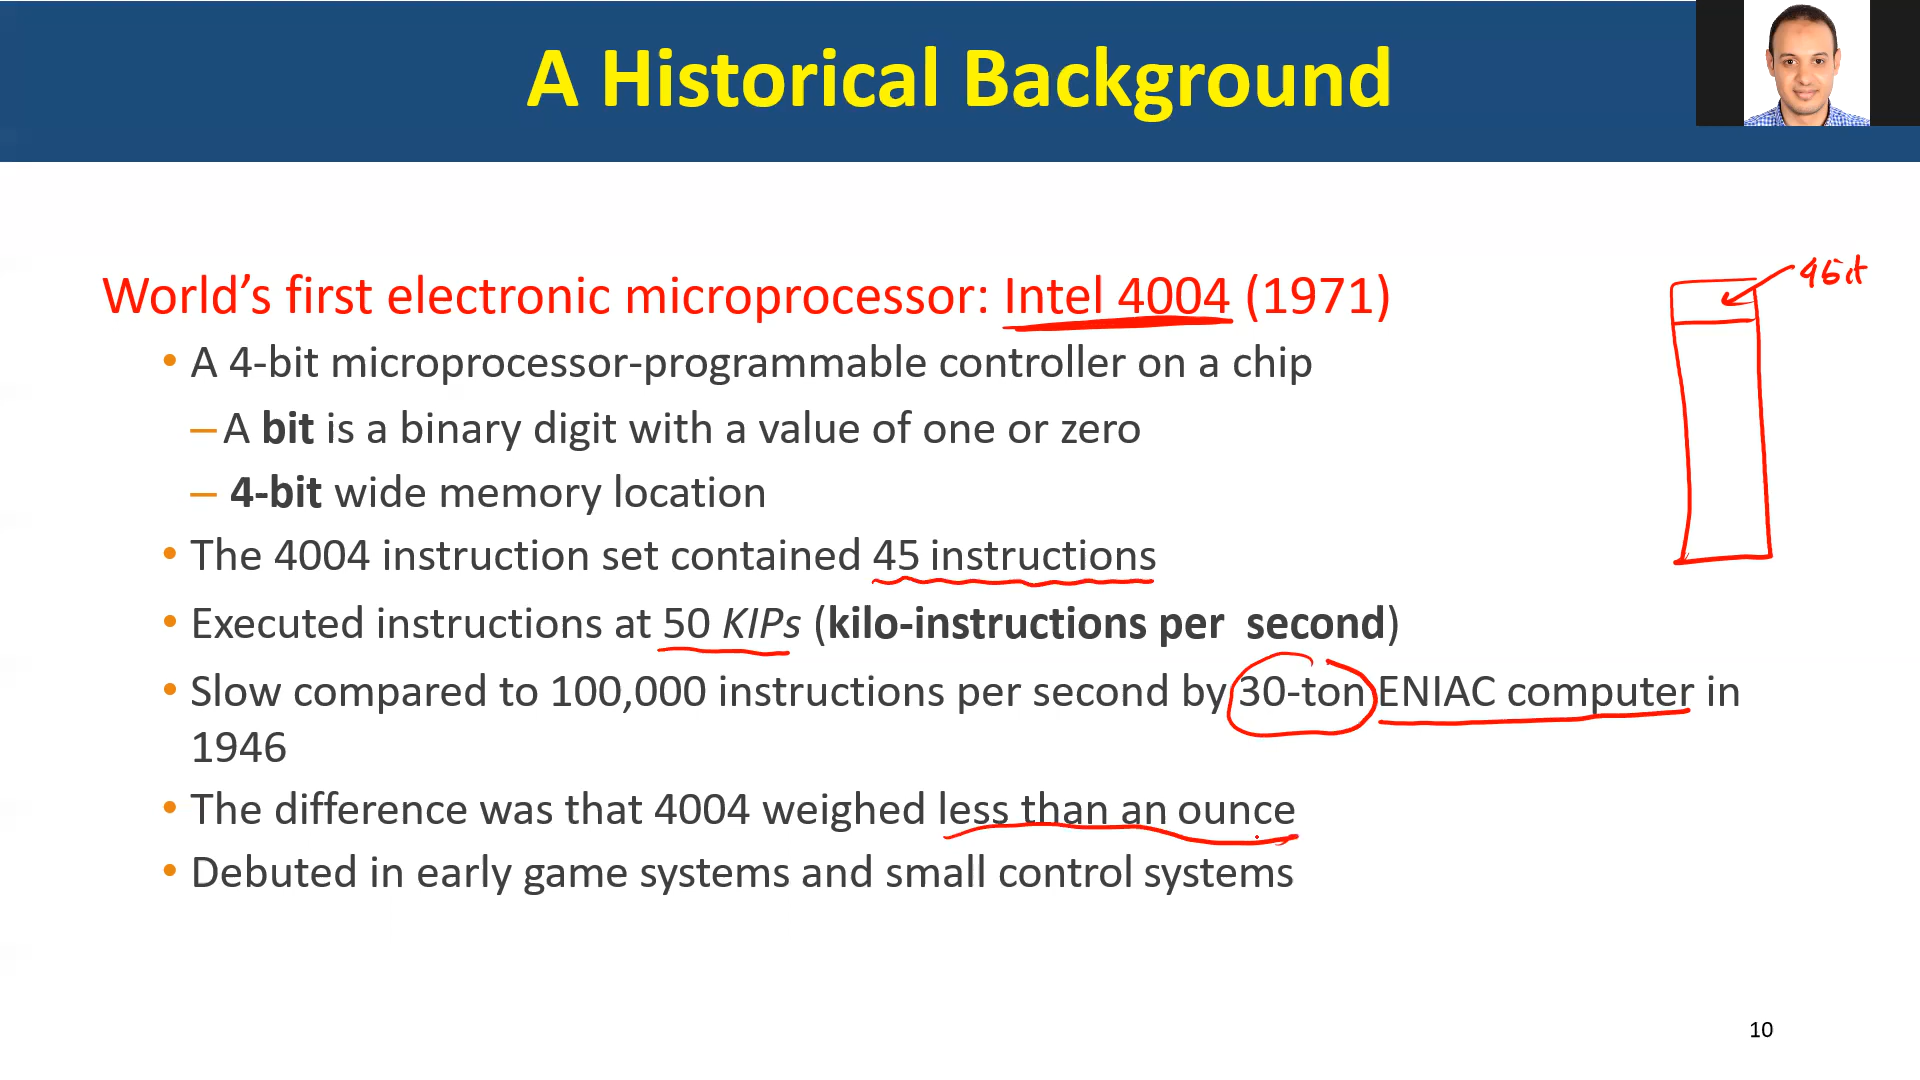 A Historical Background
World's first electronic microprocessor: Intel 4004 (1971)
4bit
• A 4-bit microprocessor-programmable controller on a chip
– A bit is a binary digit with a value of one or zero
– 4-bit wide memory location
• The 4004 instruction set contained 45 instructions
• Executed instructions at 50 KIPs (kilo-instructions per second)
• Slow compared to 100,000 instructions per second by 30-ton ENIAC computer in
1946
• The difference was that 4004 weighed less than an ounce
• Debuted in early game systems and small control systems
10